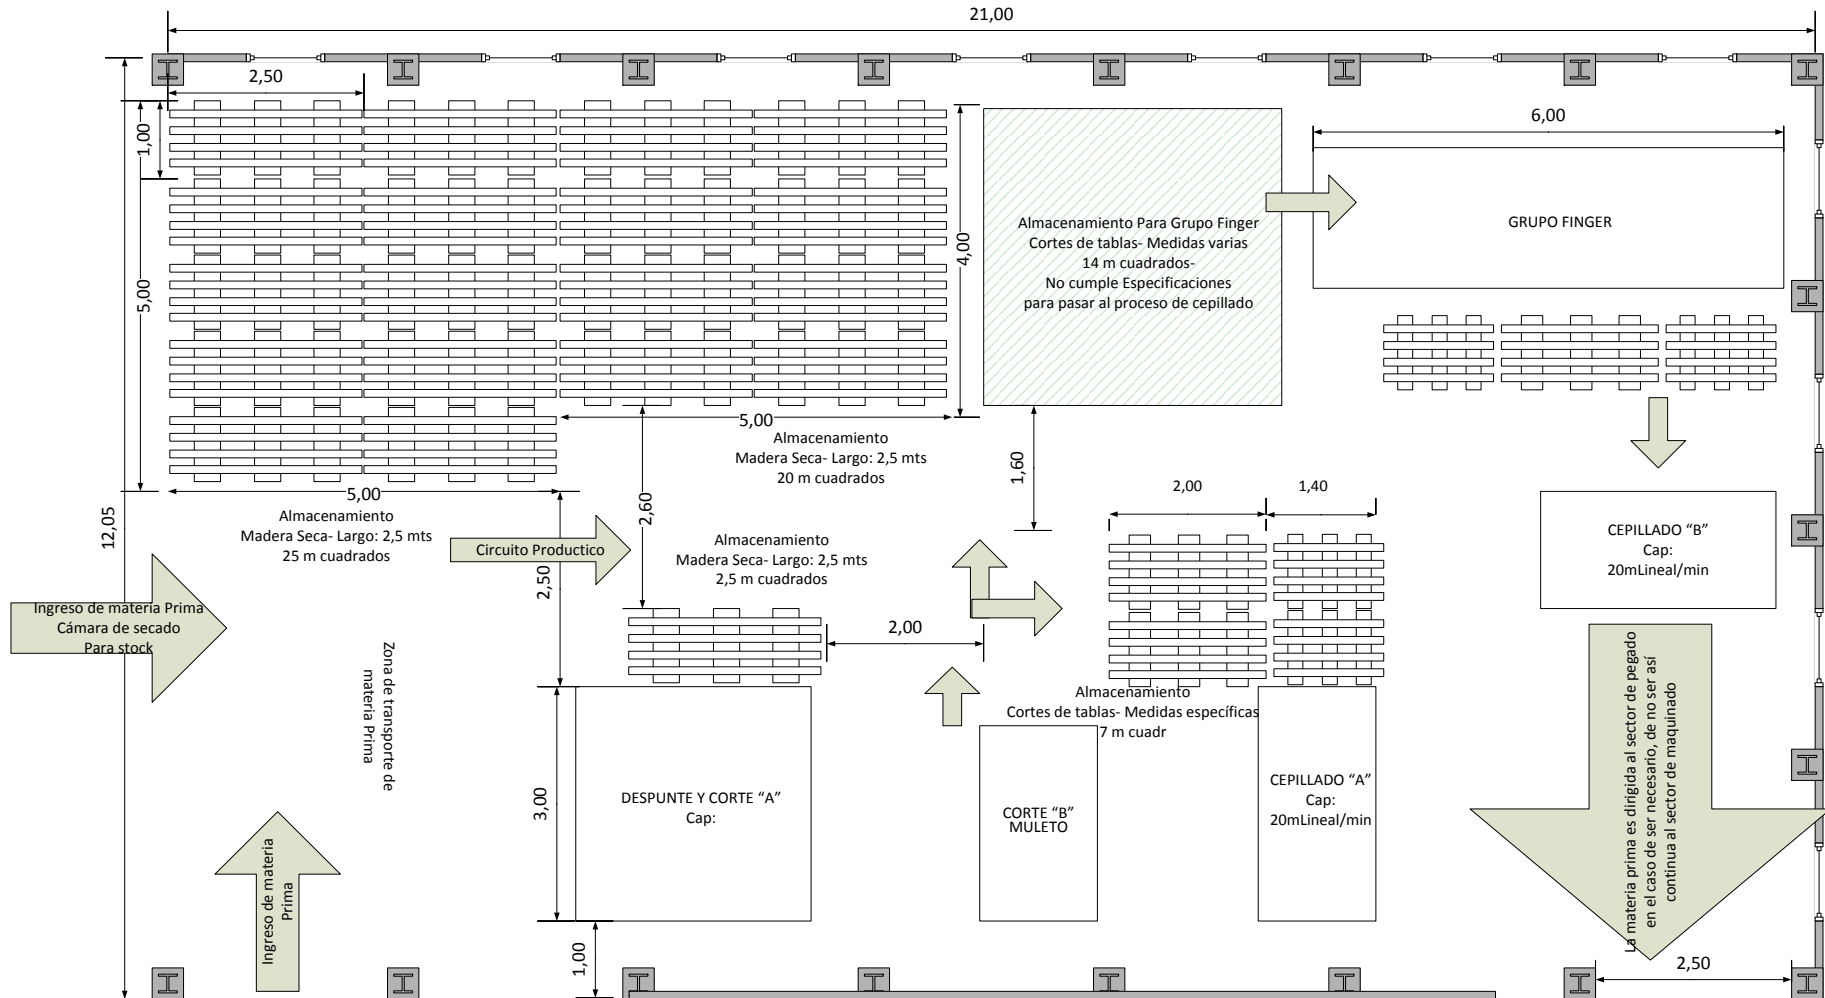 21,00
2,50
1,00
5,00
12,05
4,00
6,00
Almacenamiento Para Grupo Finger
Cortes de tablas- Medidas varias
14 m cuadrados-
No cumple Especificaciones
para pasar al proceso de cepillado
GRUPO FINGER
5,00
Almacenamiento
Madera Seca- Largo: 2,5 mts
20 m cuadrados
1,60
5,00
Almacenamiento
Madera Seca- Largo: 2,5 mts
25 m cuadrados
Circuito Productico
2,50
2,60
Almacenamiento
Madera Seca- Largo: 2,5 mts
2,5 m cuadrados
2,00
1,40
CEPILLADO “B”
Cap:
20mLineal/min
Ingreso de materia Prima
Cámara de secado
Para stock
2,00
Zona de transporte de
materia Prima
Almacenamiento
Cortes de tablas- Medidas específicas
7 m cuadr
3,00
DESPUNTE Y CORTE “A”
Cap:
CORTE “B”
MULETO
CEPILLADO “A”
Cap:
20mLineal/min
La materia prima es dirigida al sector de pegado
en el caso de ser necesario, de no ser así
continua al sector de maquinado
Ingreso de materia
Prima
1,00
2,50